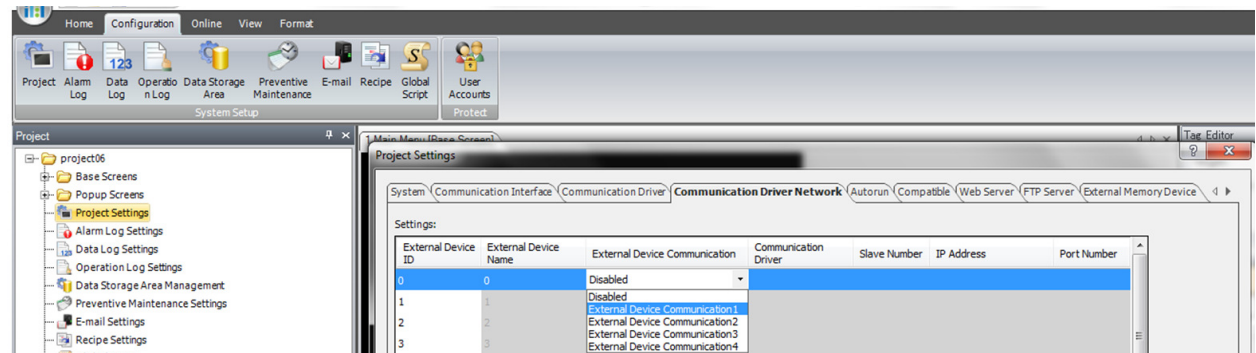 Home Configuration Online View Format
Project Alarm Log Data Log Operatio n Log Data Storage Area Preventive Maintenance E-mail Recipe Global Script User Accounts
System Setup Protect
Project
1 Main Menu [Base Screen]
Tag Editor
project06
Base Screens
Popup Screens
Project Settings
Alarm Log Settings
Data Log Settings
Operation Log Settings
Data Storage Area Management
Preventive Maintenance Settings
E-mail Settings
Recipe Settings
Project Settings
System Communication Interface Communication Driver Communication Driver Network Autorun Compatible Web Server FTP Server External Memory Device
Settings:
External Device ID External Device Name External Device Communication Communication Driver Slave Number IP Address Port Number
0 0 Disabled
1 1 Disabled
External Device Communication1
2 2 External Device Communication2
External Device Communication3
3 3 External Device Communication4